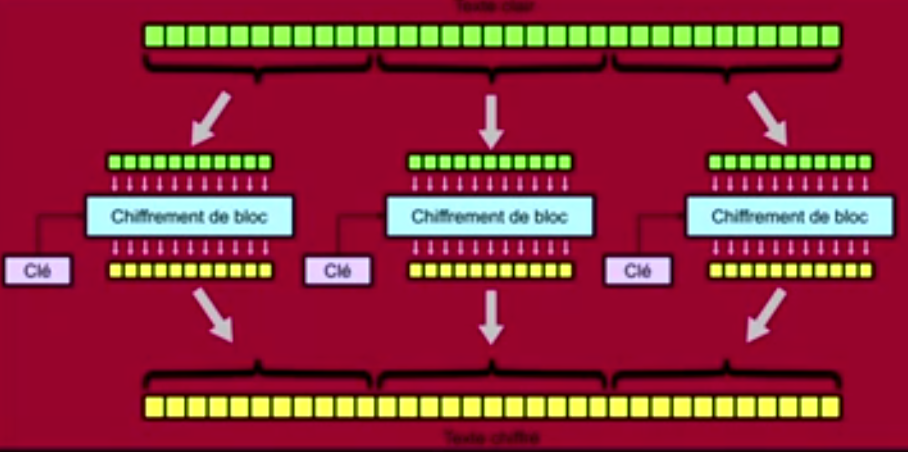 Texte clair
Chiffrement de bloc
Chiffrement de bloc
Chiffrement de bloc
Clé
Clé
Clé
Texte chiffré